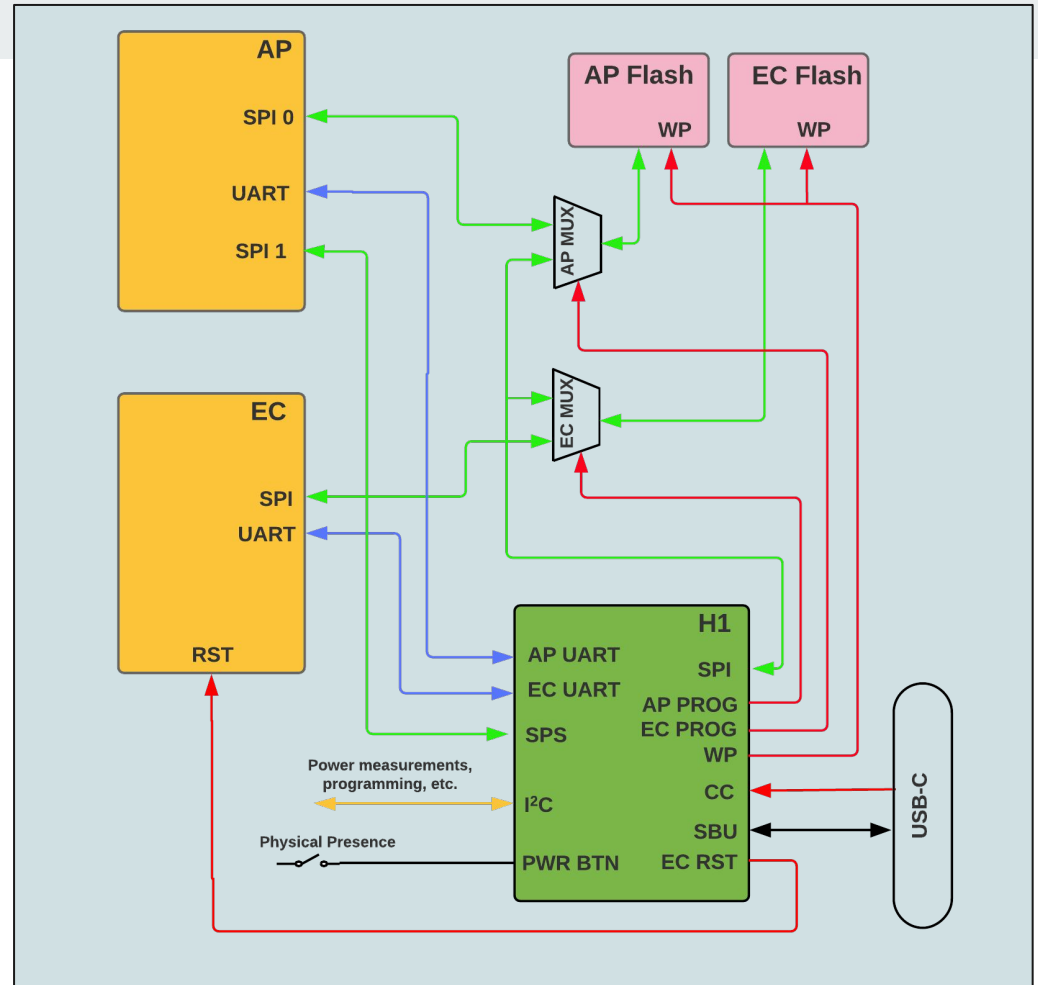 AP
SPI 0
UART
SPI 1
AP Flash
WP
EC Flash
WP
AP MUX
EC MUX
EC
SPI
UART
RST
H1
AP UART
EC UART
SPS
I²C
PWR BTN
SPI
AP PROG
EC PROG
WP
CC
SBU
EC RST
Power measurements,
programming, etc.
Physical Presence
USB-C